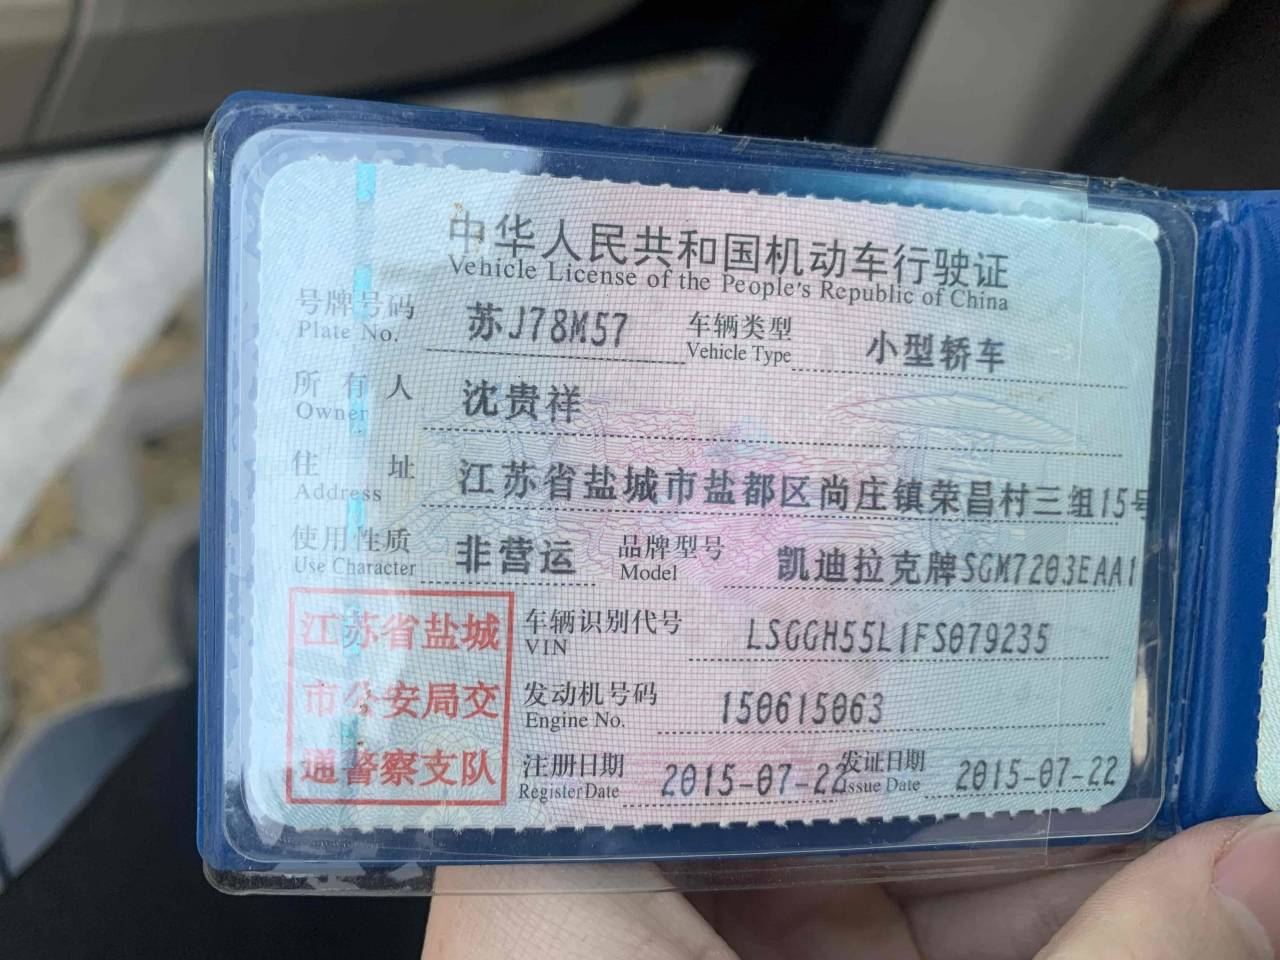 中华人民共和国机动车行驶证
Vehicle License of the People's Republic of China
号牌号码 苏J78M57 车辆类型 小型轿车
Plate No. Vehicle Type
所有人 沈贵祥
Owner
住址 江苏省盐城市盐都区尚庄镇荣昌村三组15号
Address
使用性质 非营运 品牌型号 凯迪拉克牌SGM7203EAA1
Use Character Model
江苏省盐城 车辆识别代号 LSGGH55L1FS079235
VIN
市公安局交 发动机号码 150615063
Engine No.
通警察支队 注册日期 2015-07-22 发证日期 2015-07-22
Register Date Issue Date